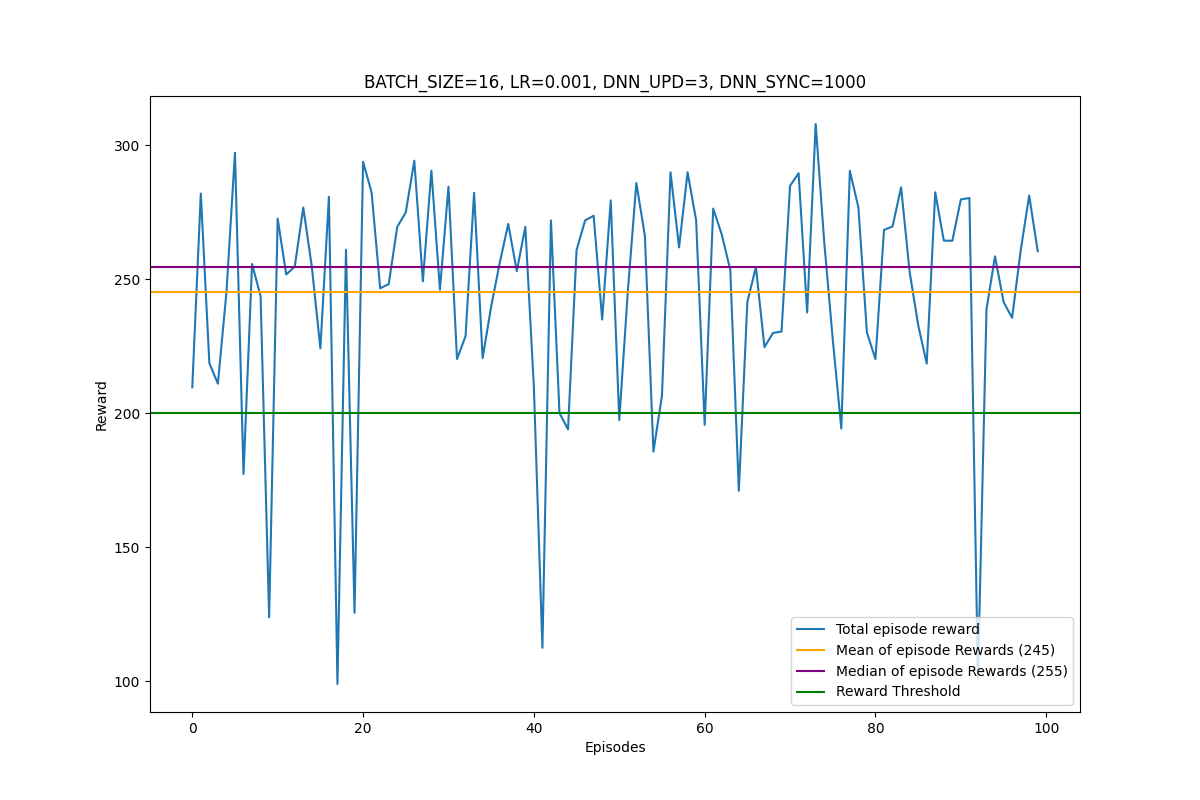 BATCH_SIZE=16, LR=0.001, DNN_UPD=3, DNN_SYNC=1000
Reward
300
250
200
150
100
Total episode reward
Mean of episode Rewards (245)
Median of episode Rewards (255)
Reward Threshold
0 20 40 60 80 100
Episodes